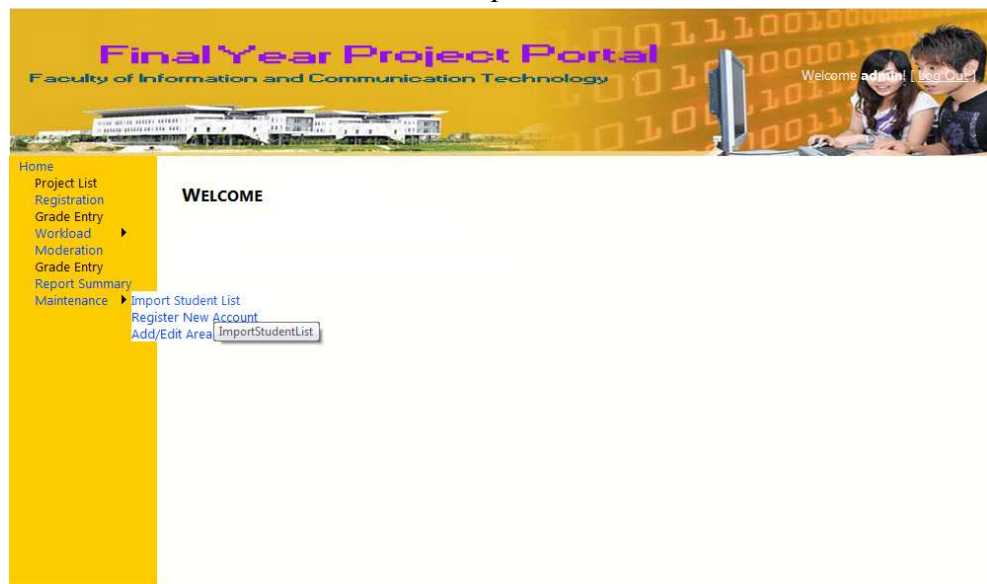 Final Year Project Portal
Faculty of Information and Communication Technology
Welcome admin! [ Log Out ]
Home
Project List
Registration
Grade Entry
Workload
Moderation
Grade Entry
Report Summary
Maintenance
WELCOME
Import Student List
Register New Account
Add/Edit Area
ImportStudentList